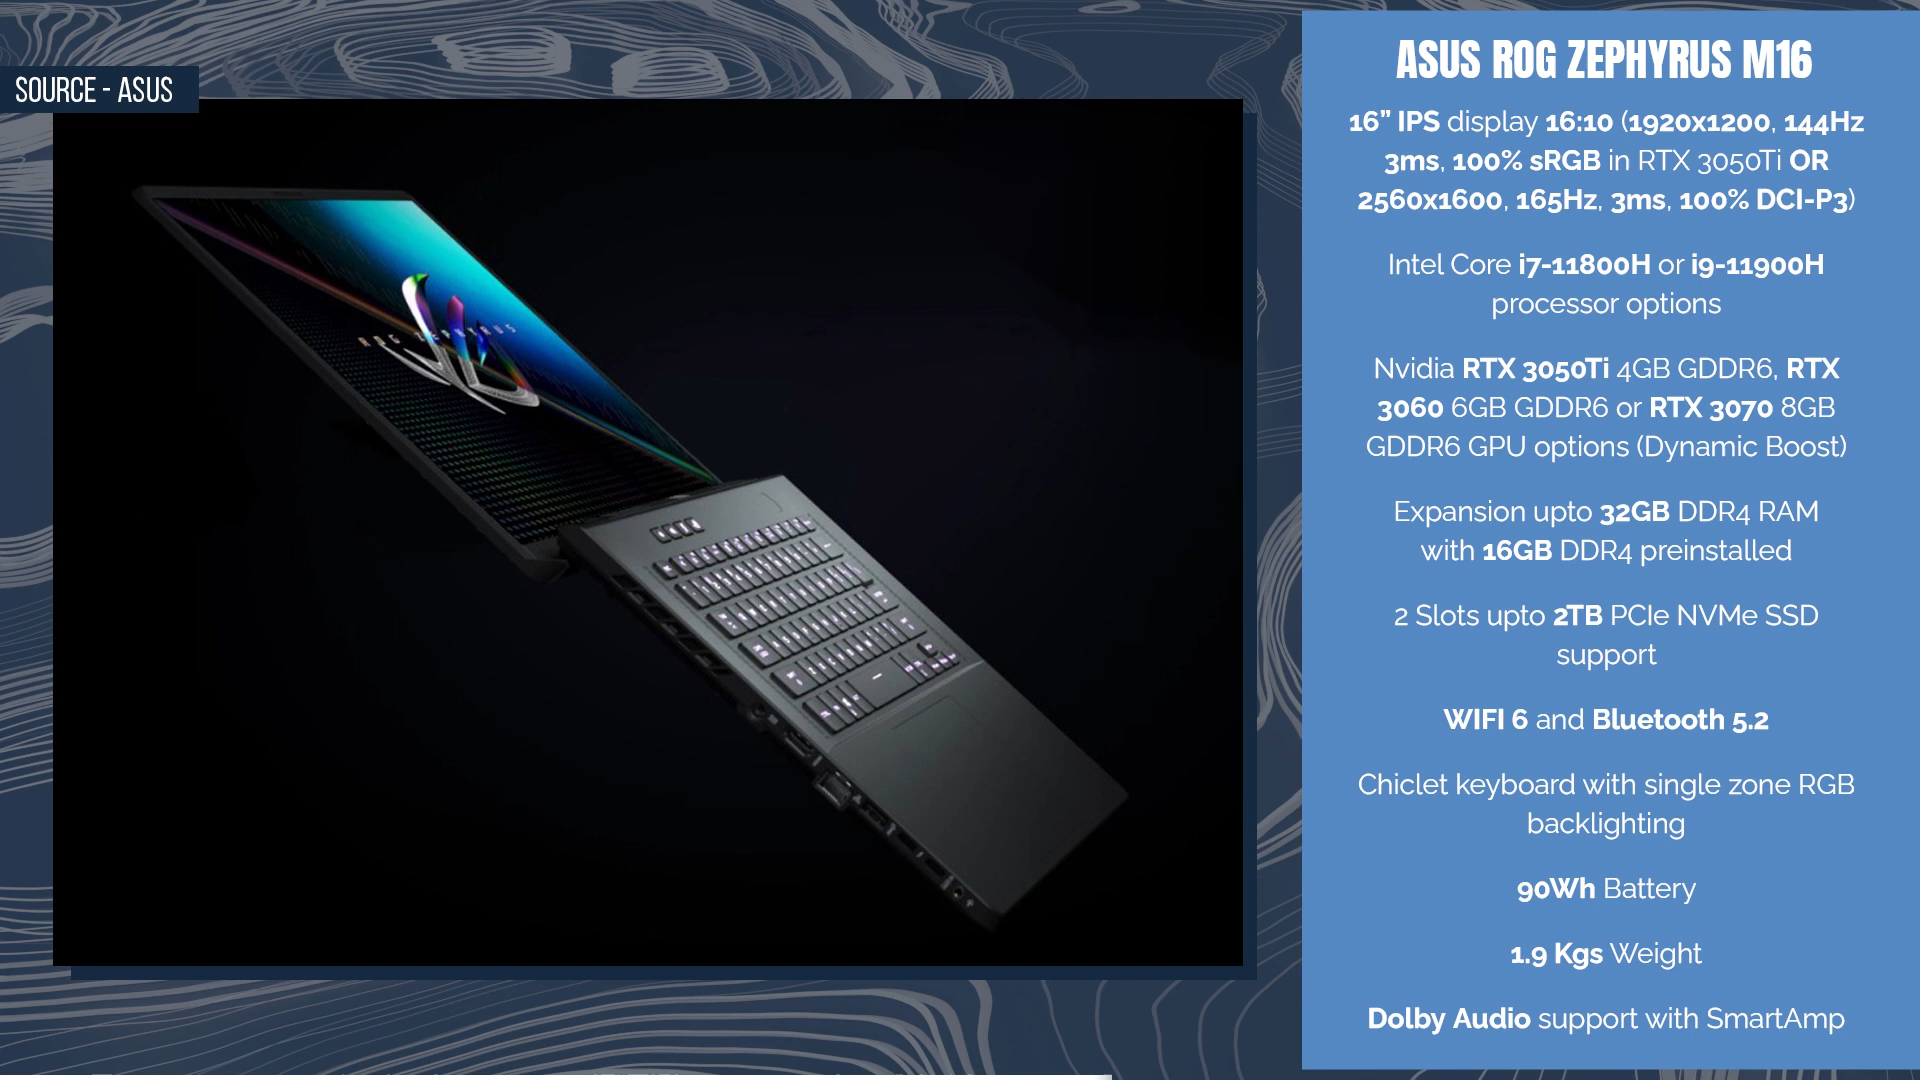 SOURCE - ASUS
ASUS ROG ZEPHYRUS M16
16” IPS display 16:10 (1920x1200, 144Hz
3ms, 100% sRGB in RTX 3050Ti OR
2560x1600, 165Hz, 3ms, 100% DCI-P3)
Intel Core i7-11800H or i9-11900H
processor options
Nvidia RTX 3050Ti 4GB GDDR6, RTX
3060 6GB GDDR6 or RTX 3070 8GB
GDDR6 GPU options (Dynamic Boost)
Expansion upto 32GB DDR4 RAM
with 16GB DDR4 preinstalled
2 Slots upto 2TB PCIe NVMe SSD
support
WIFI 6 and Bluetooth 5.2
Chiclet keyboard with single zone RGB
backlighting
90Wh Battery
1.9 Kgs Weight
Dolby Audio support with SmartAmp
ROG ZEPHYRUS